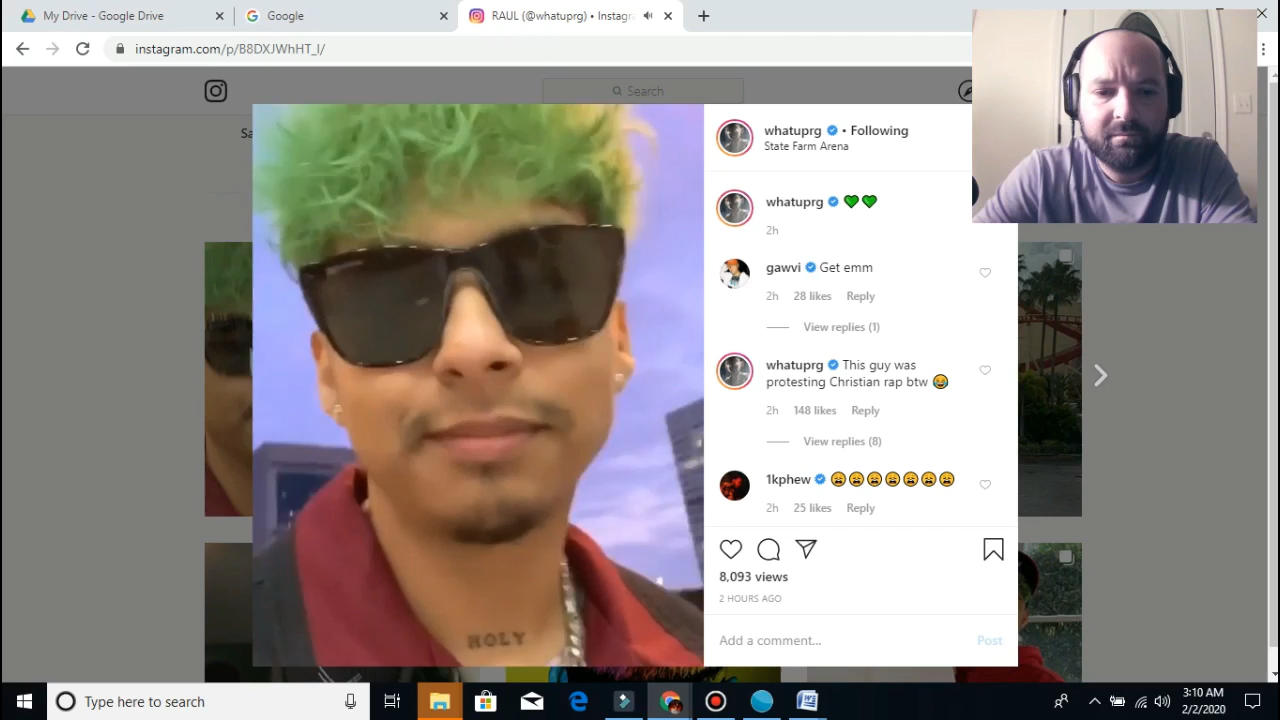 My Drive - Google Drive
Google
RAUL (@whatuprg) • Instagr
instagram.com/p/B8DXJWhHT_I/
Search
Sa
whatuprg • Following
State Farm Arena
whatuprg 💚💚
2h
gawvi Get emm
2h 28 likes Reply
View replies (1)
whatuprg This guy was
protesting Christian rap btw 😂
2h 148 likes Reply
View replies (8)
1kphew 😩😩😩😩😩😩😩
2h 25 likes Reply
8,093 views
2 HOURS AGO
Add a comment... Post
HOLY
Type here to search
3:10 AM
2/2/2020